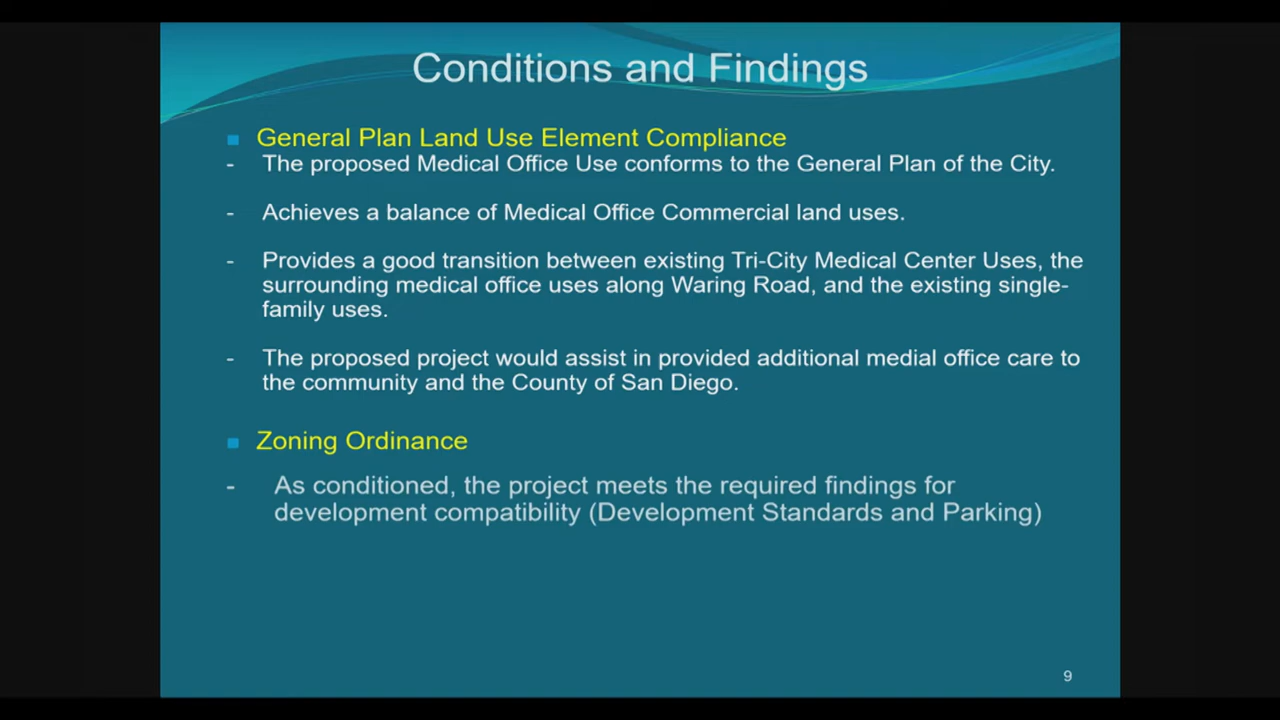 Conditions and Findings
General Plan Land Use Element Compliance
- The proposed Medical Office Use conforms to the General Plan of the City.
- Achieves a balance of Medical Office Commercial land uses.
- Provides a good transition between existing Tri-City Medical Center Uses, the
surrounding medical office uses along Waring Road, and the existing single-
family uses.
- The proposed project would assist in provided additional medial office care to
the community and the County of San Diego.
Zoning Ordinance
- As conditioned, the project meets the required findings for
development compatibility (Development Standards and Parking)
9